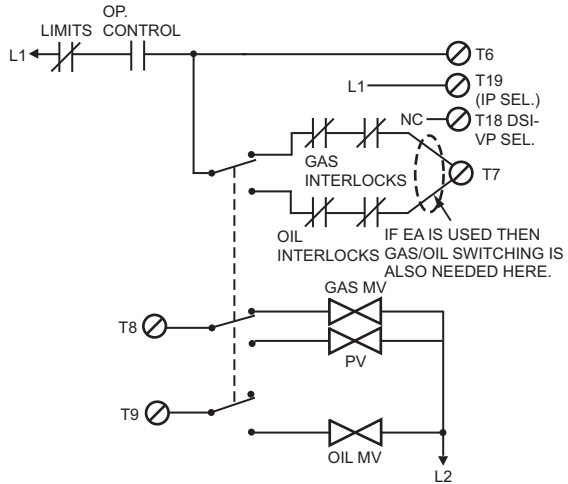 OP.
CONTROL
LIMITS
L1
T6
L1
T19
(IP SEL.)
NC
T18 DSI-
VP SEL.
GAS
INTERLOCKS
T7
OIL
INTERLOCKS
IF EA IS USED THEN
GAS/OIL SWITCHING IS
ALSO NEEDED HERE.
GAS MV
T8
PV
T9
OIL MV
L2